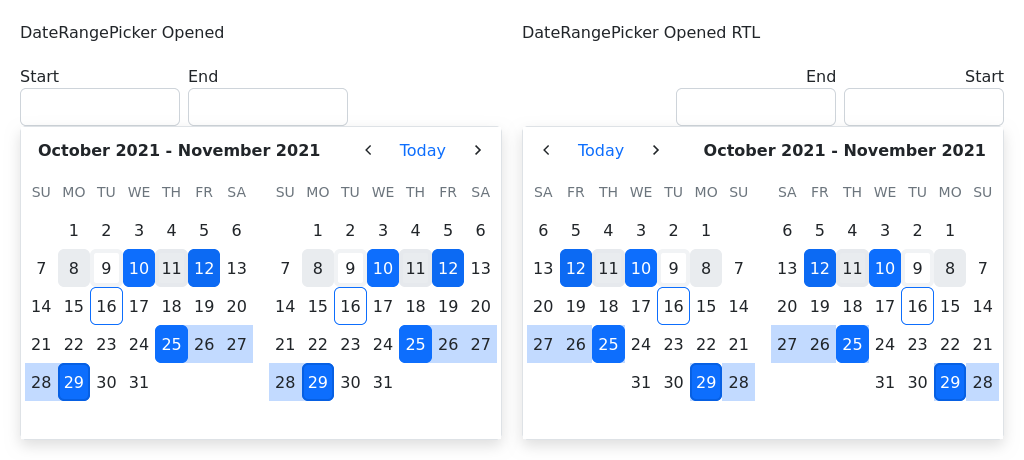 DateRangePicker Opened
Start End
October 2021 - November 2021 Today
SU MO TU WE TH FR SA SU MO TU WE TH FR SA
1 2 3 4 5 6 1 2 3 4 5 6
7 8 9 10 11 12 13 7 8 9 10 11 12 13
14 15 16 17 18 19 20 14 15 16 17 18 19 20
21 22 23 24 25 26 27 21 22 23 24 25 26 27
28 29 30 31 28 29 30 31
DateRangePicker Opened RTL
End Start
Today October 2021 - November 2021
SA FR TH WE TU MO SU SA FR TH WE TU MO SU
6 5 4 3 2 1 6 5 4 3 2 1
13 12 11 10 9 8 7 13 12 11 10 9 8 7
20 19 18 17 16 15 14 20 19 18 17 16 15 14
27 26 25 24 23 22 21 27 26 25 24 23 22 21
31 30 29 28 31 30 29 28